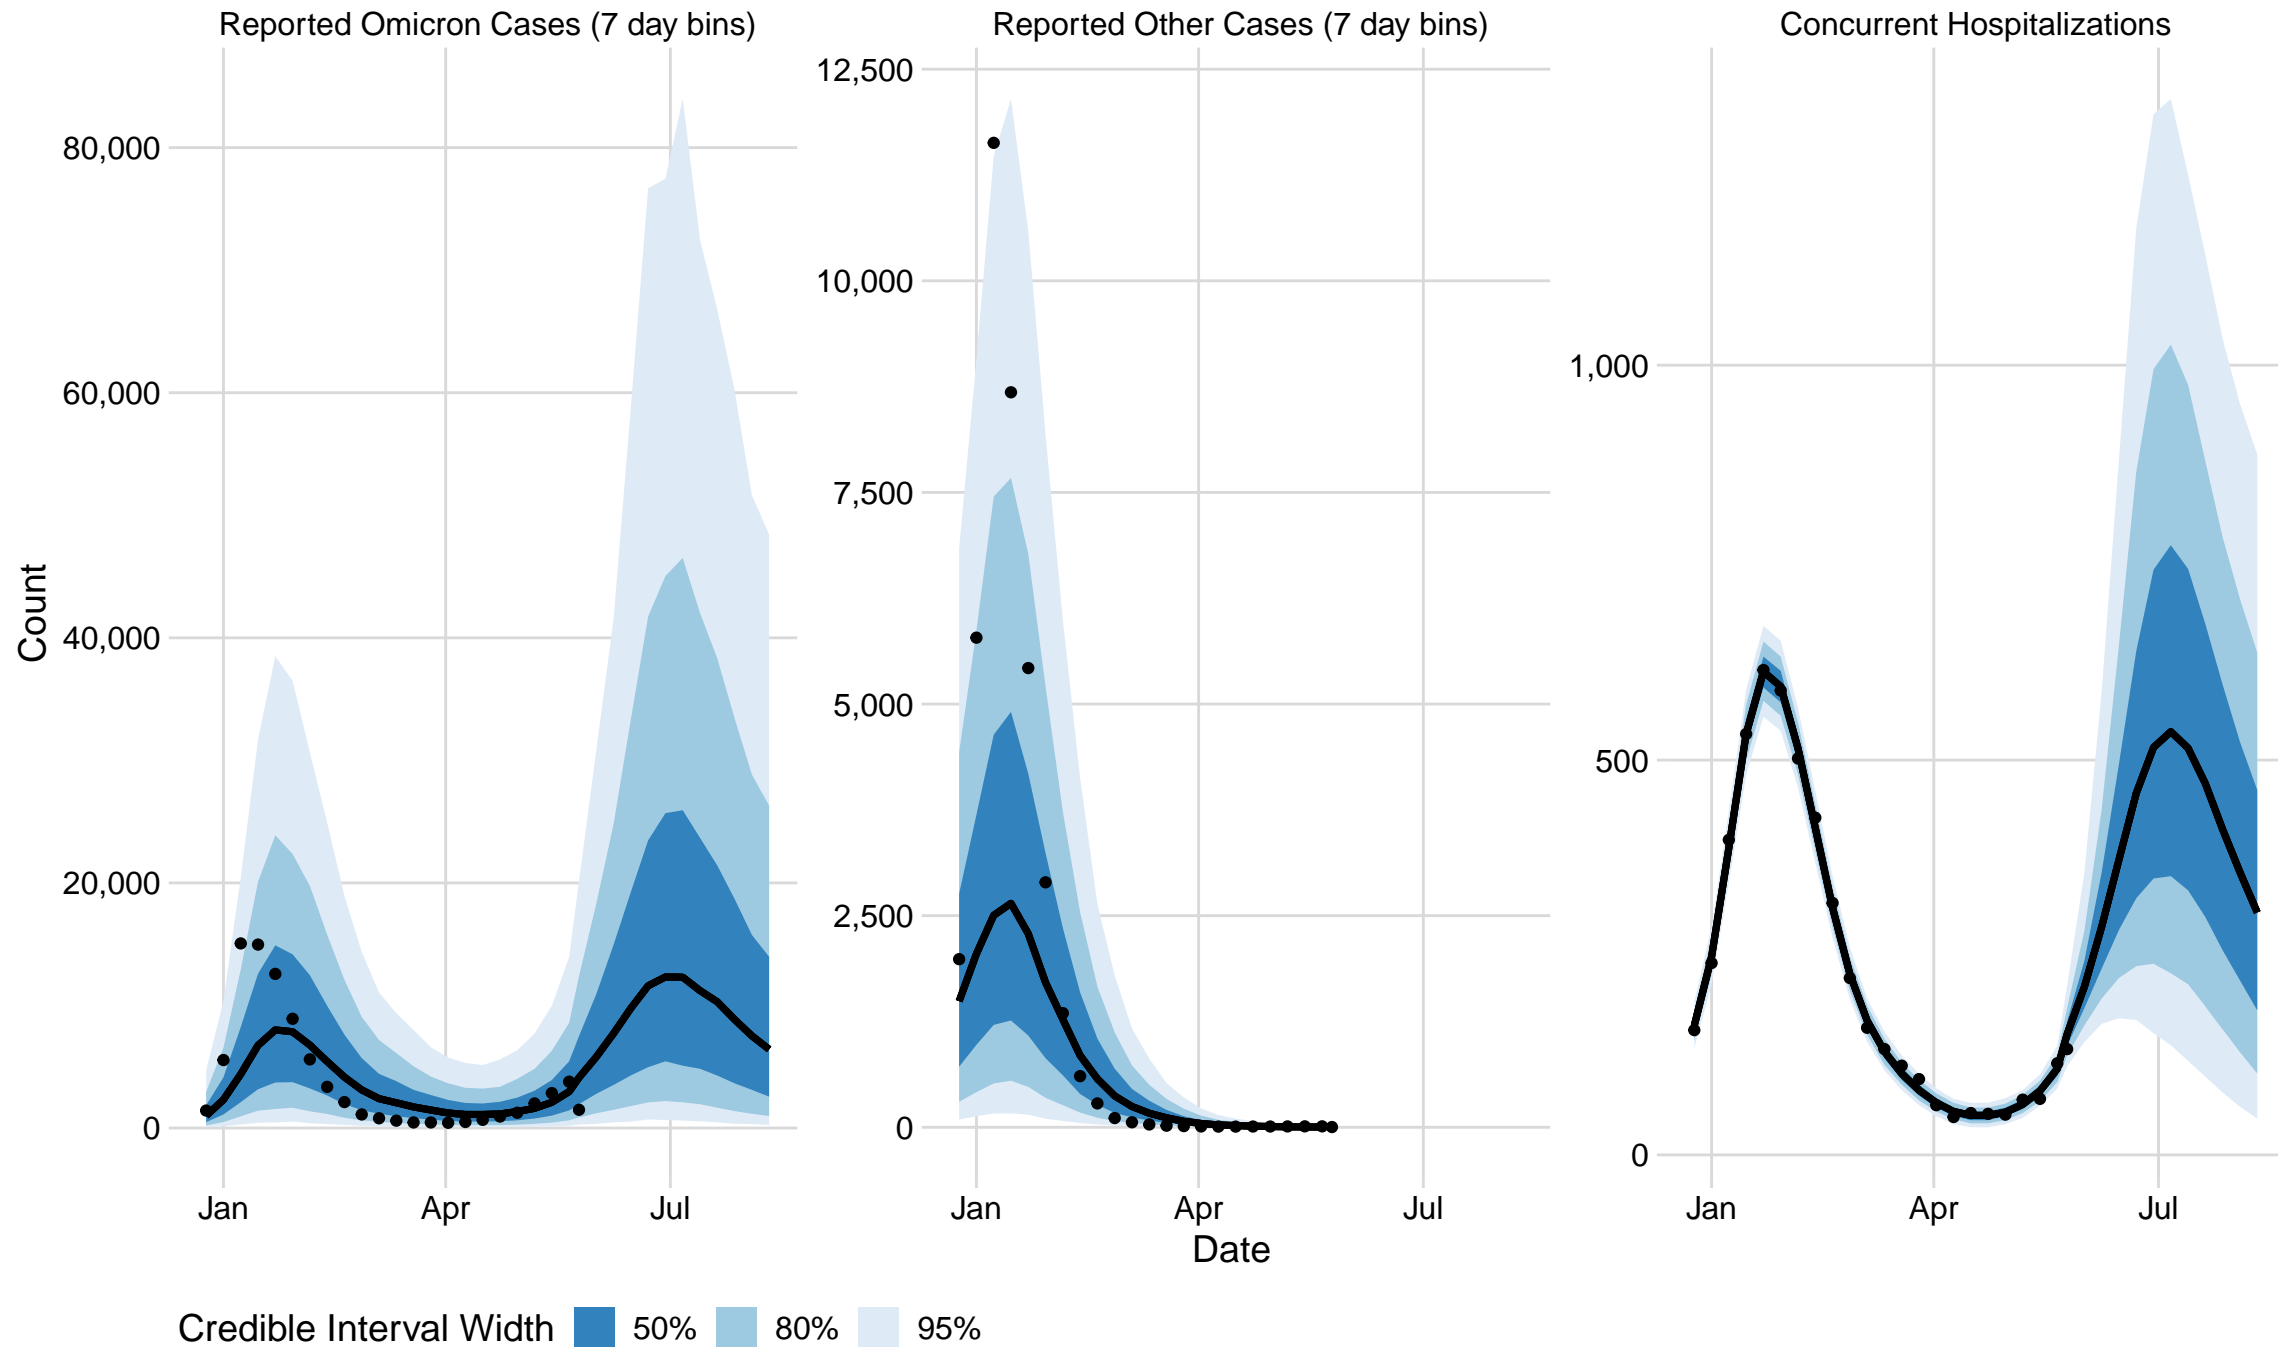 Reported Omicron Cases (7 day bins)
Reported Other Cases (7 day bins)
Concurrent Hospitalizations
Count
80,000
60,000
40,000
20,000
0
12,500
10,000
7,500
5,000
2,500
0
1,000
500
0
Jan Apr Jul
Jan Apr Jul
Jan Apr Jul
Date
Credible Interval Width 50% 80% 95%